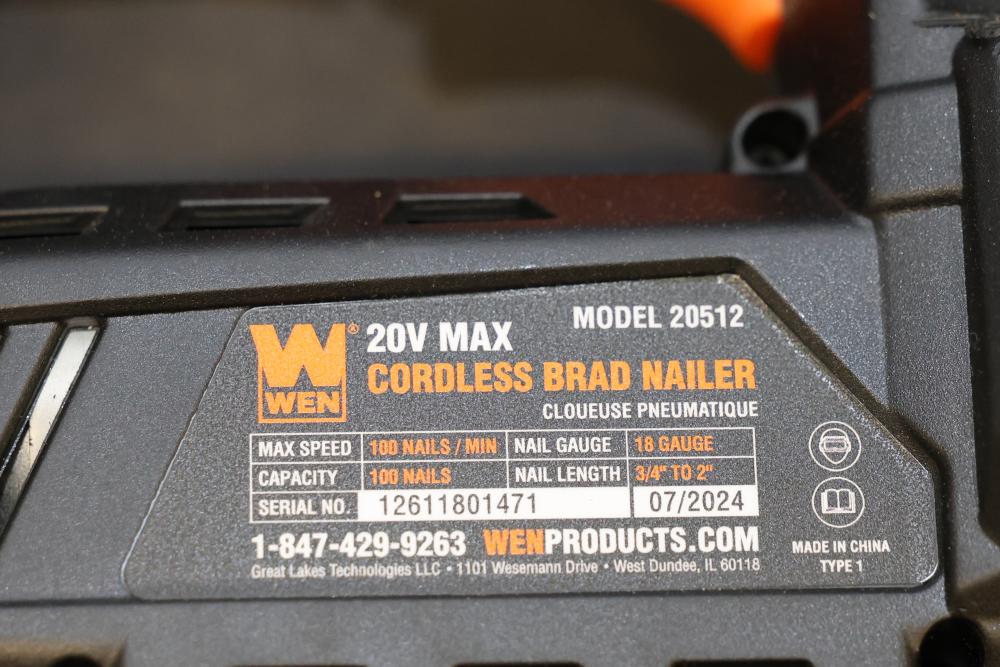 WEN® 20V MAX MODEL 20512
CORDLESS BRAD NAILER
CLOUEUSE PNEUMATIQUE
MAX SPEED 100 NAILS / MIN NAIL GAUGE 18 GAUGE
CAPACITY 100 NAILS NAIL LENGTH 3/4" TO 2"
SERIAL NO. 12611801471 07/2024
1-847-429-9263 WENPRODUCTS.COM
Great Lakes Technologies LLC • 1101 Wesemann Drive • West Dundee, IL 60118
MADE IN CHINA
TYPE 1